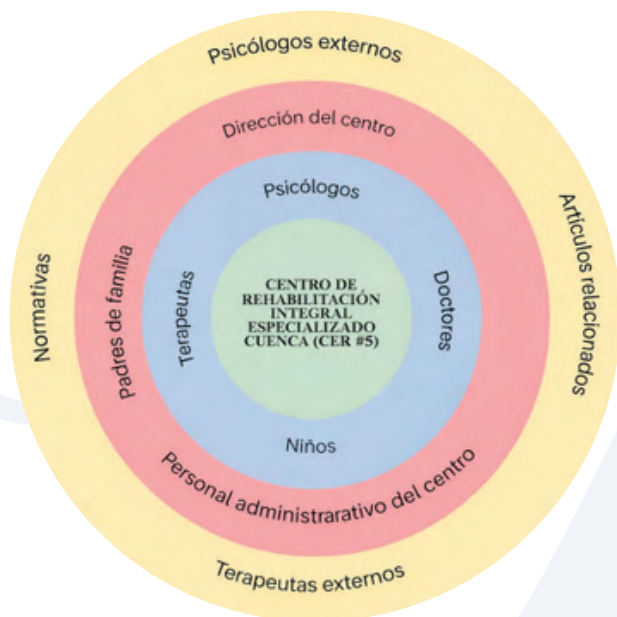 Psicólogos externos
Dirección del centro
Psicólogos
Normativas
Padres de familia
Terapeutas
CENTRO DE
REHABILITACIÓN
INTEGRAL
ESPECIALIZADO
CUENCA (CER #5)
Doctores
Artículos relacionados
Niños
Personal administrarativo del centro
Terapeutas externos